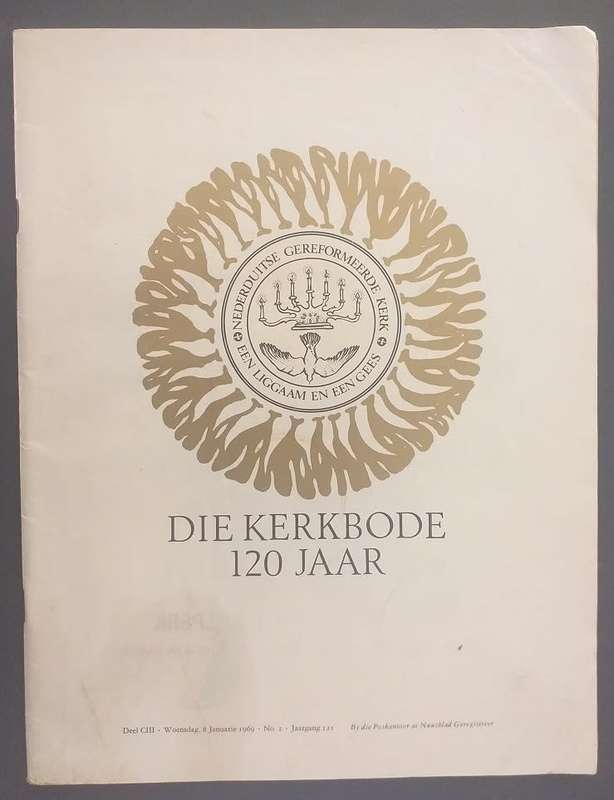 NEDERDUITSE GEREFORMEERDE KERK
EEN LIGGAAM EN EEN GEES
DIE KERKBODE
120 JAAR
Deel CIII - Woensdag, 8 Januarie 1969 - No. 2 - Jaargang 121 By die Poskantoor as Nuusblad Geregistreer